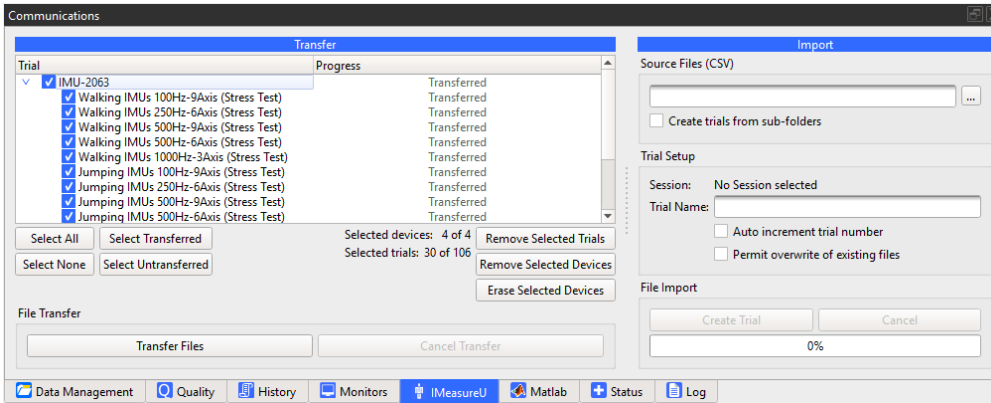 Communications
Transfer
Trial Progress
IMU-2063 Transferred
Walking IMUs 100Hz-9Axis (Stress Test) Transferred
Walking IMUs 250Hz-6Axis (Stress Test) Transferred
Walking IMUs 500Hz-9Axis (Stress Test) Transferred
Walking IMUs 500Hz-6Axis (Stress Test) Transferred
Walking IMUs 1000Hz-3Axis (Stress Test) Transferred
Jumping IMUs 100Hz-9Axis (Stress Test) Transferred
Jumping IMUs 250Hz-6Axis (Stress Test) Transferred
Jumping IMUs 500Hz-9Axis (Stress Test) Transferred
Jumping IMUs 500Hz-6Axis (Stress Test) Transferred
Select All Select Transferred Selected devices: 4 of 4 Remove Selected Trials
Selected trials: 30 of 106
Select None Select Untransferred Remove Selected Devices
Erase Selected Devices
File Transfer
Transfer Files Cancel Transfer
Import
Source Files (CSV)
...
Create trials from sub-folders
Trial Setup
Session: No Session selected
Trial Name:
Auto increment trial number
Permit overwrite of existing files
File Import
Create Trial Cancel
0%
Data Management Quality History Monitors IMeasureU Matlab Status Log